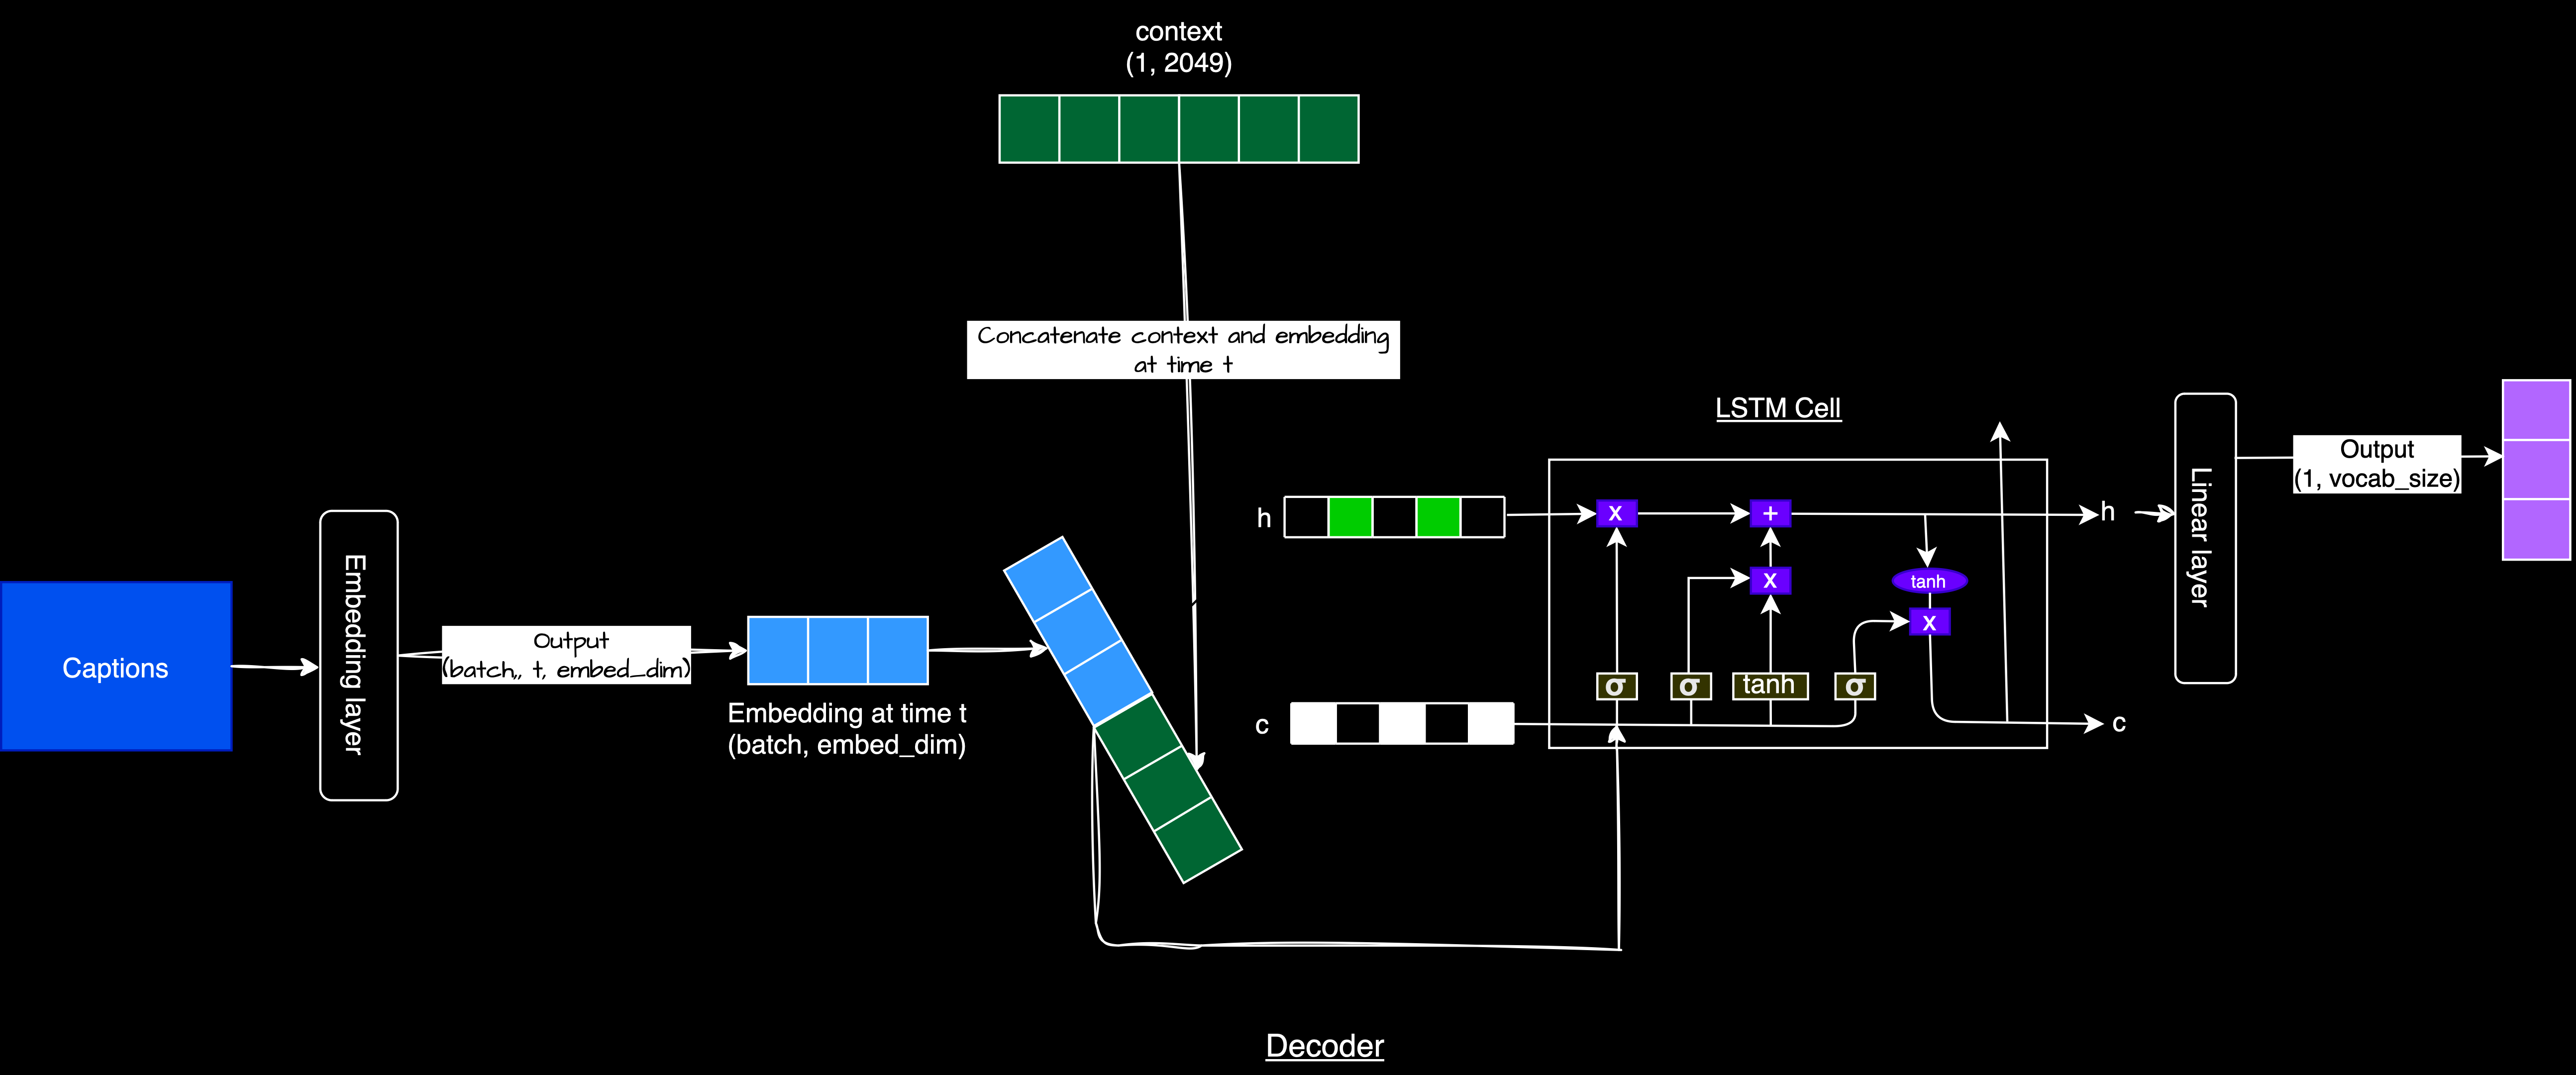 context
(1, 2049)
Concatenate context and embedding
at time t
LSTM Cell
h
x
+
h
x
tanh
x
σ
σ
tanh
σ
c
c
Captions
Embedding layer
Output
(batch,, t, embed_dim)
Embedding at time t
(batch, embed_dim)
Linear layer
Output
(1, vocab_size)
Decoder